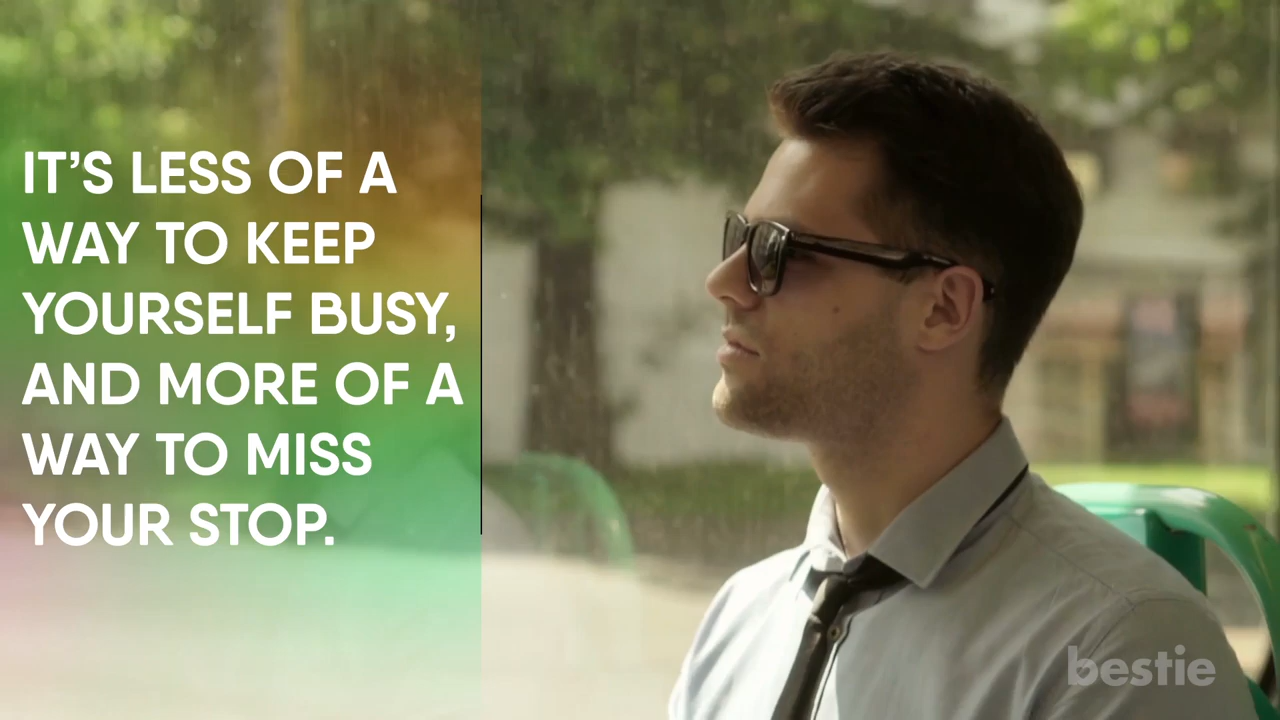 IT’S LESS OF A
WAY TO KEEP
YOURSELF BUSY,
AND MORE OF A
WAY TO MISS
YOUR STOP.
bestie